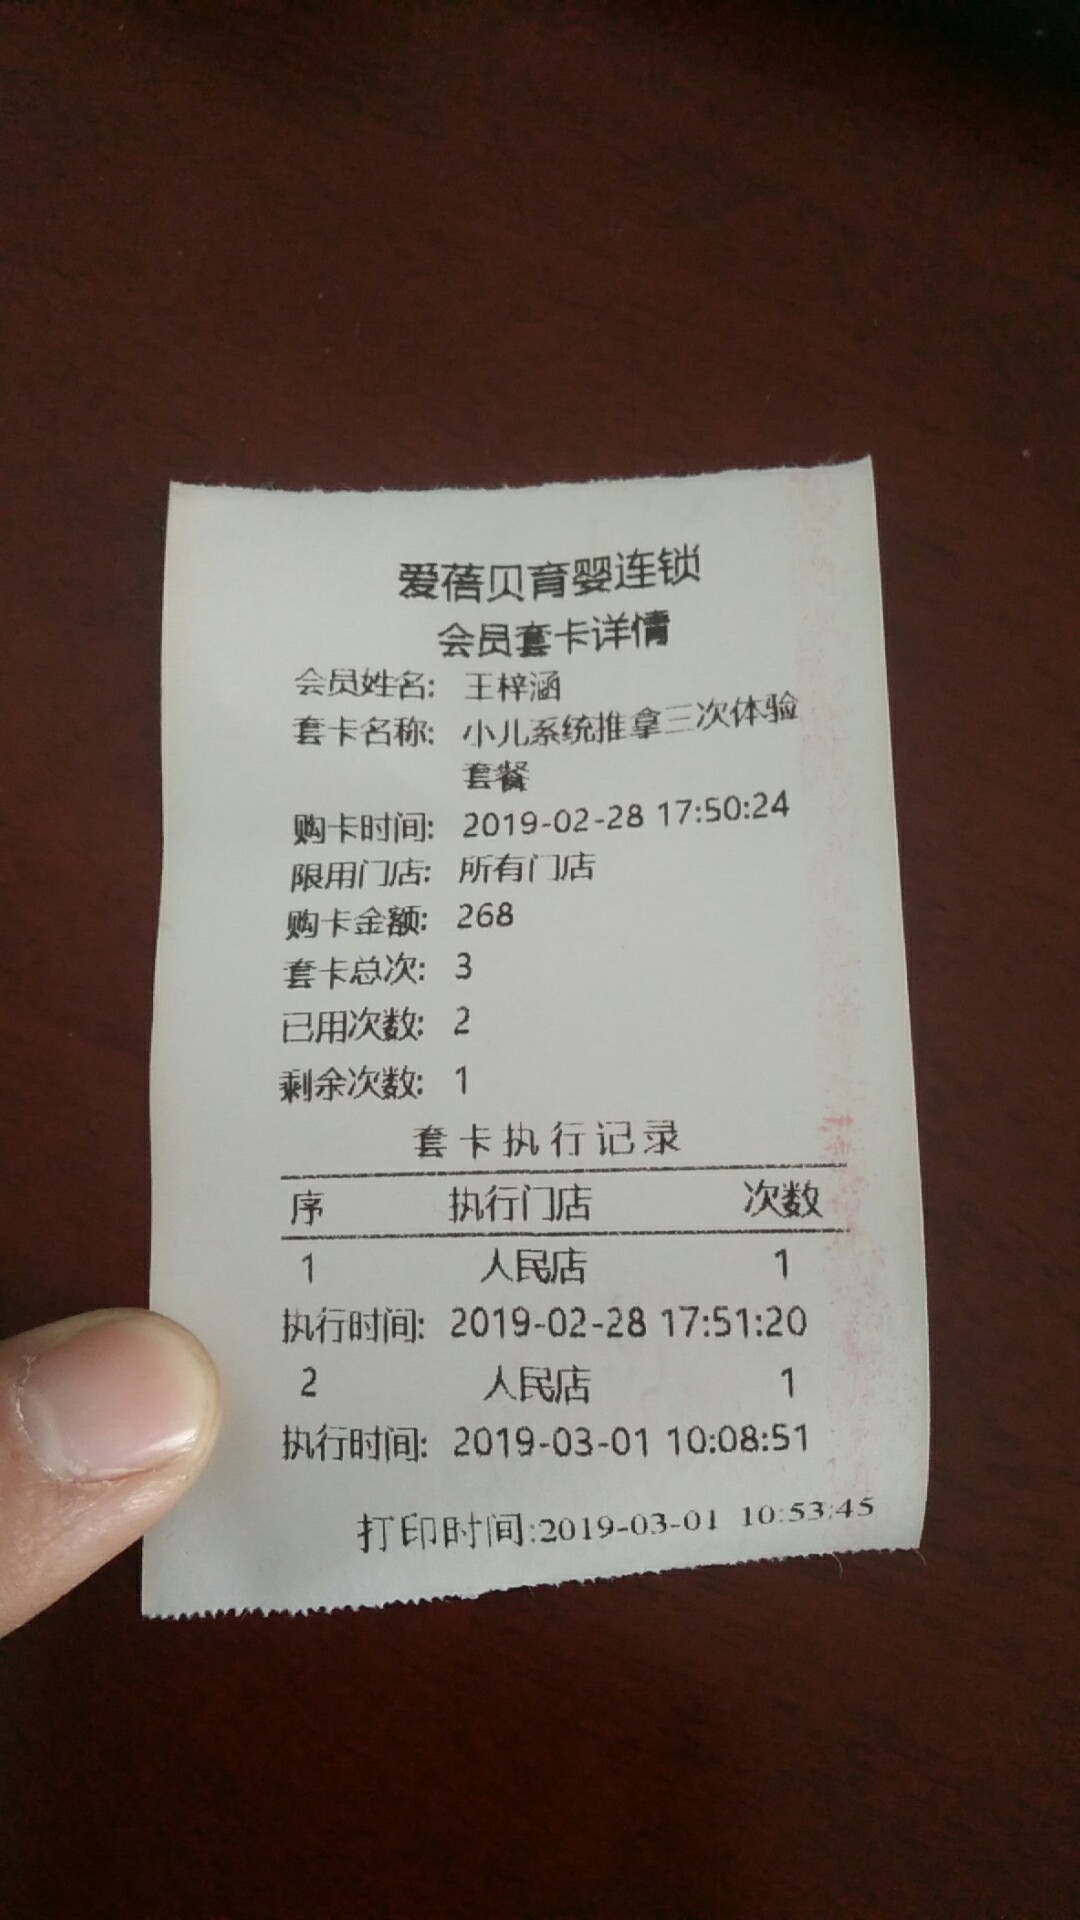 爱蓓贝育婴连锁
会员套卡详情
会员姓名: 王梓涵
套卡名称: 小儿系统推拿三次体验
套餐
购卡时间: 2019-02-28 17:50:24
限用门店: 所有门店
购卡金额: 268
套卡总次: 3
已用次数: 2
剩余次数: 1
套卡执行记录
序 执行门店 次数
1 人民店 1
执行时间: 2019-02-28 17:51:20
2 人民店 1
执行时间: 2019-03-01 10:08:51
打印时间:2019-03-01 10:53:45